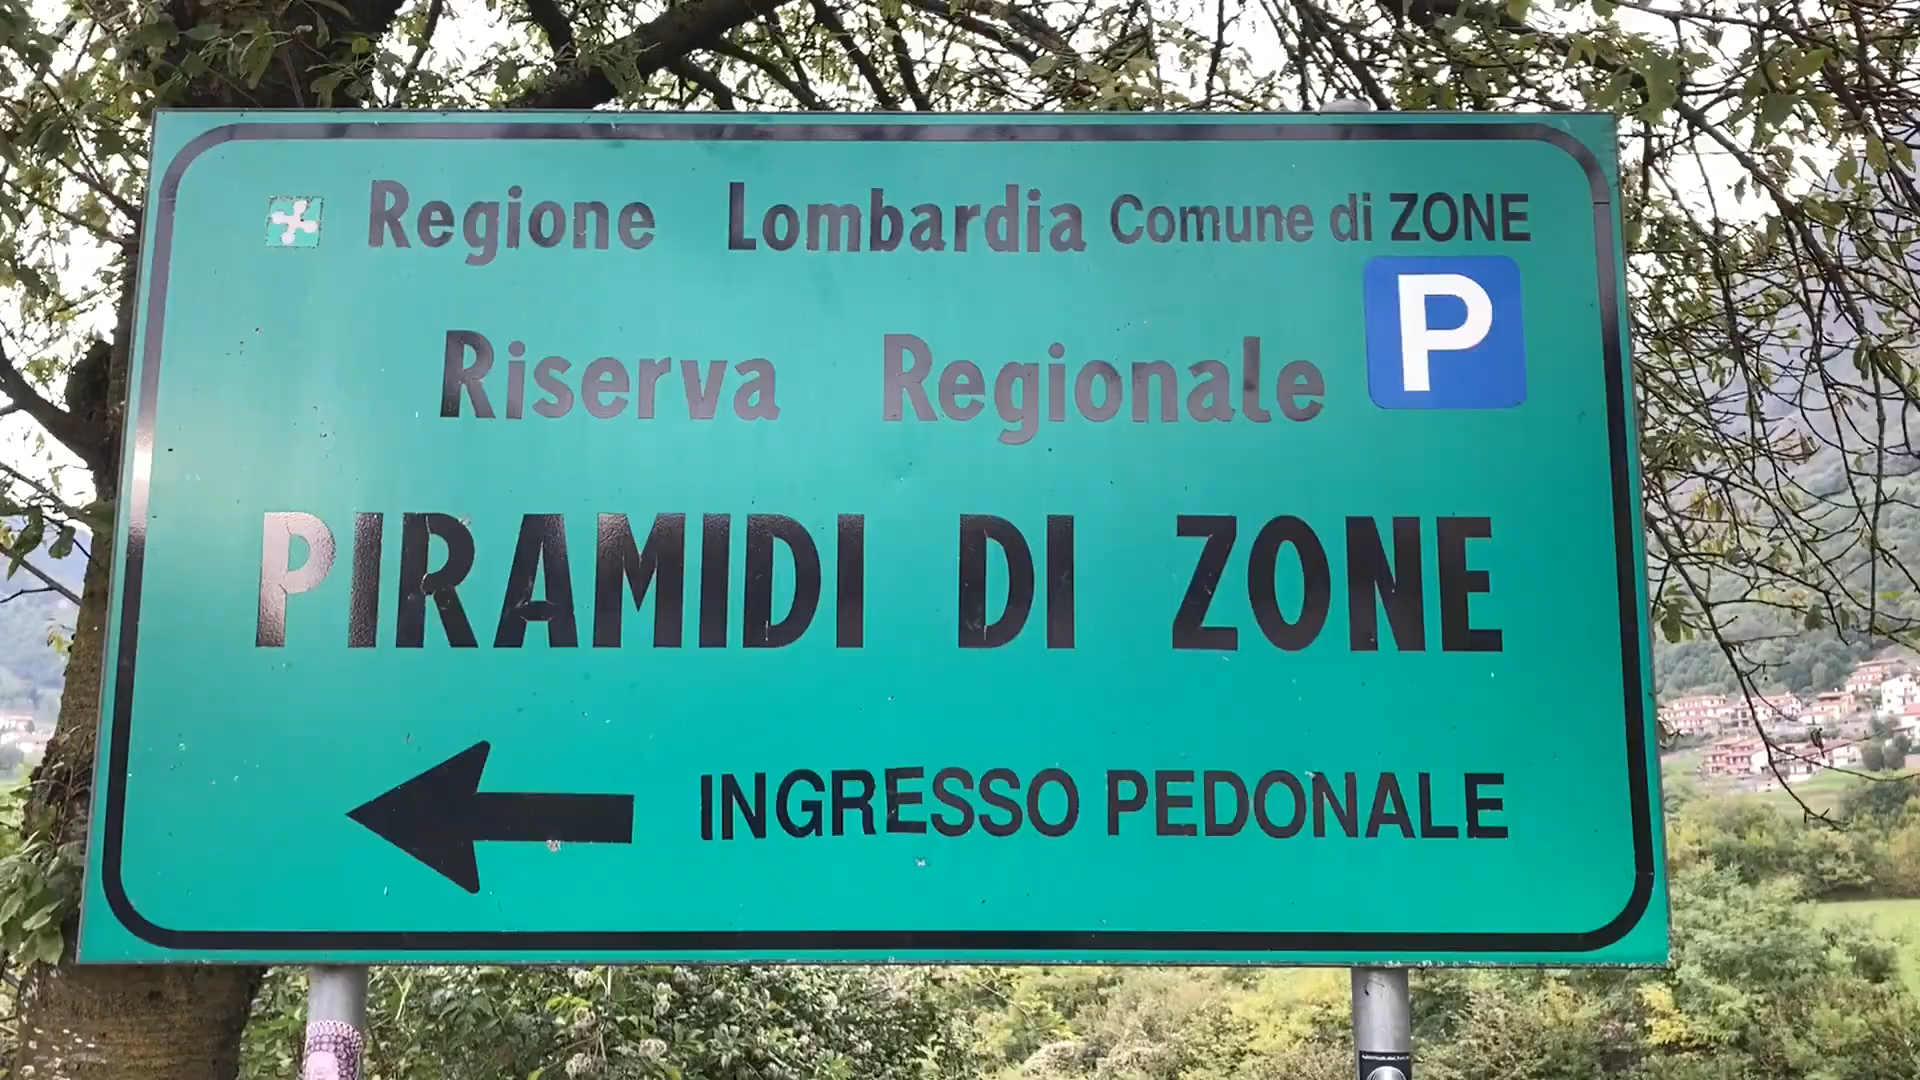 Regione Lombardia Comune di ZONE
P
Riserva Regionale
PIRAMIDI DI ZONE
INGRESSO PEDONALE